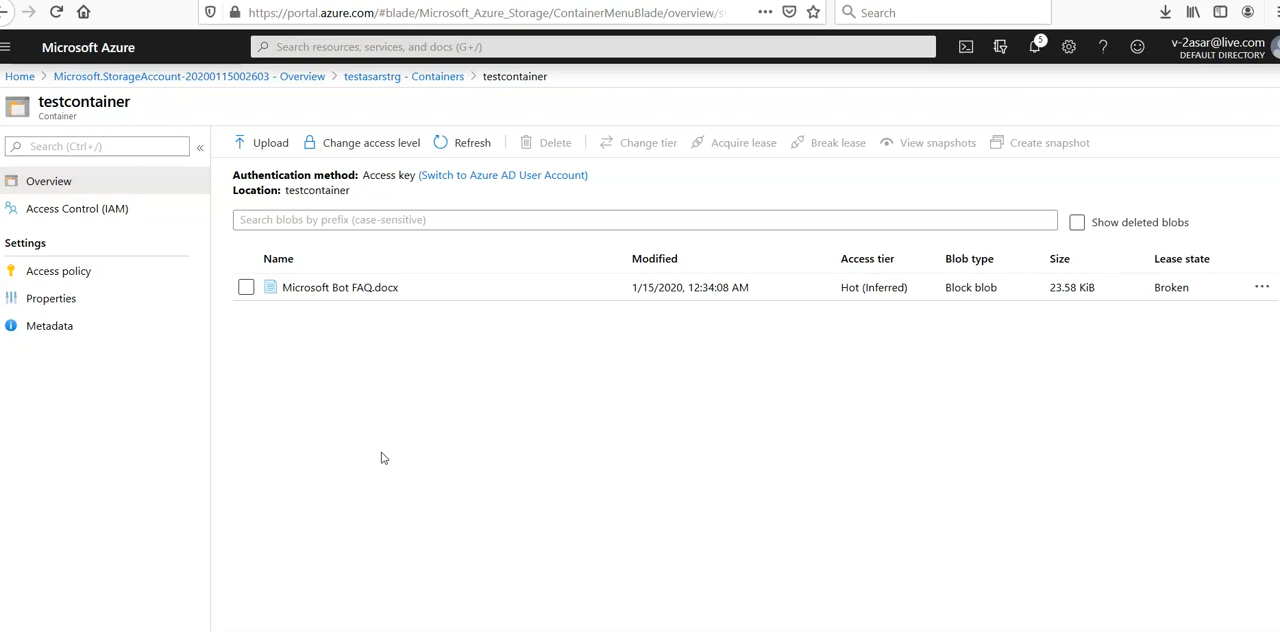 https://portal.azure.com/#blade/Microsoft_Azure_Storage/ContainerMenuBlade/overview/s
Search
Microsoft Azure
Search resources, services, and docs (G+/)
5
v-2asar@live.com
DEFAULT DIRECTORY
Home > Microsoft.StorageAccount-20200115002603 - Overview > testasarstrg - Containers > testcontainer
testcontainer
Container
Search (Ctrl+/)
«
Overview
Access Control (IAM)
Settings
Access policy
Properties
Metadata
Upload Change access level Refresh Delete Change tier Acquire lease Break lease View snapshots Create snapshot
Authentication method: Access key (Switch to Azure AD User Account)
Location: testcontainer
Search blobs by prefix (case-sensitive)
Show deleted blobs
Name Modified Access tier Blob type Size Lease state
Microsoft Bot FAQ.docx 1/15/2020, 12:34:08 AM Hot (Inferred) Block blob 23.58 KiB Broken